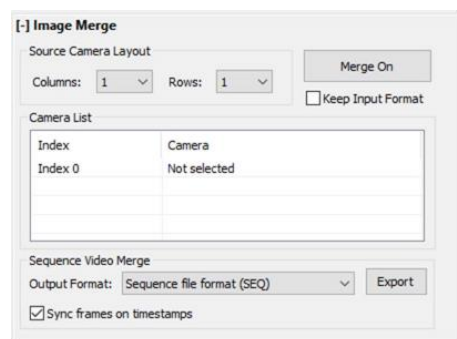 [-] Image Merge
Source Camera Layout
Columns: 1 Rows: 1
Merge On
Keep Input Format
Camera List
Index Camera
Index 0 Not selected
Sequence Video Merge
Output Format: Sequence file format (SEQ) Export
Sync frames on timestamps